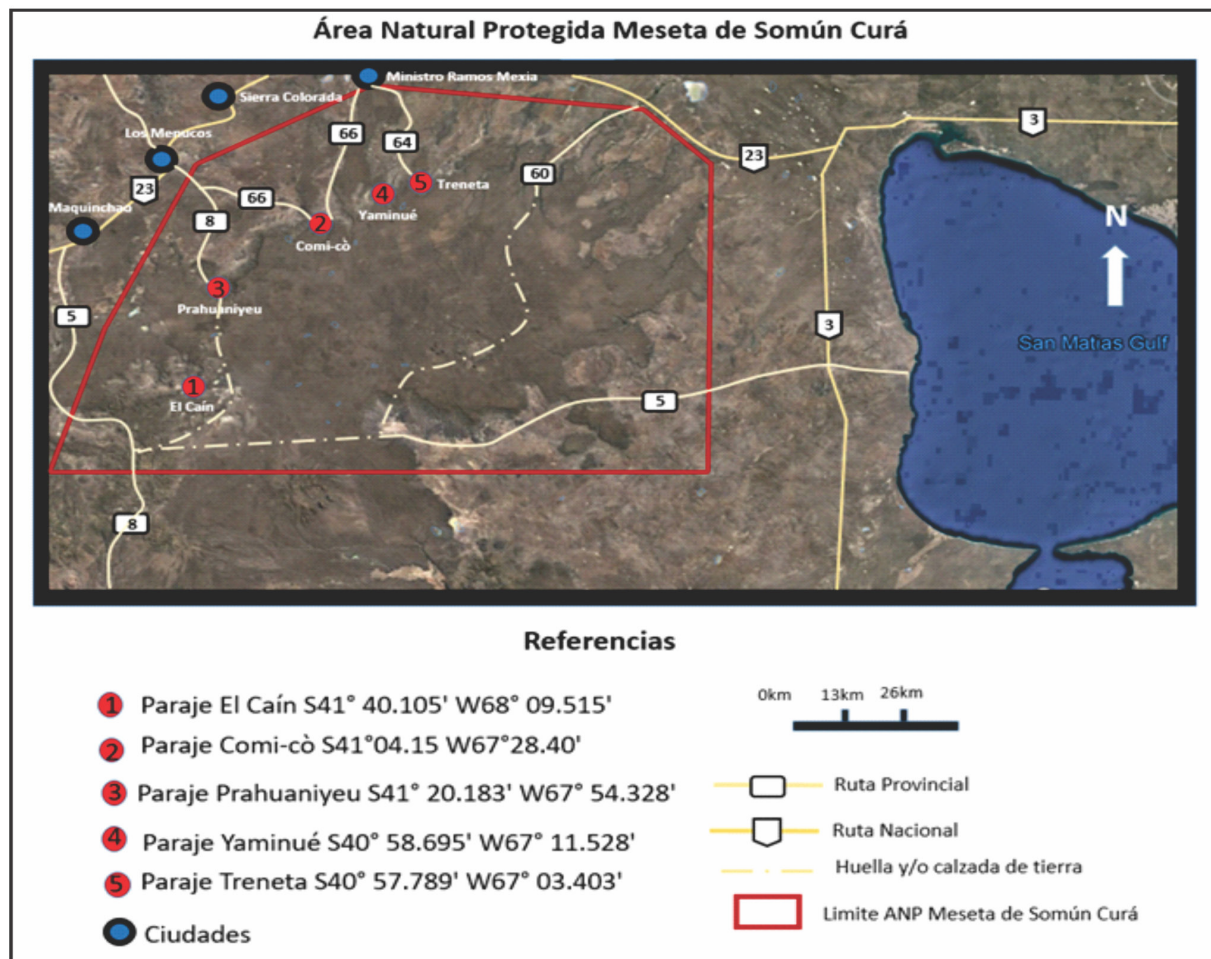 Área Natural Protegida Meseta de Somún Curá
Ministro Ramos Mexia
Sierra Colorada
66
64
3
Los Menucos
23
60
23
66
4
5
Treneta
Yaminué
Maquinchao
8
2
Comi-cò
N
3
Prahuaniyeu
5
3
San Matias Gulf
1
El Caín
5
8
Referencias
1 Paraje El Caín S41° 40.105' W68° 09.515'
2 Paraje Comi-cò S41°04.15 W67°28.40'
3 Paraje Prahuaniyeu S41° 20.183' W67° 54.328'
4 Paraje Yaminué S40° 58.695' W67° 11.528'
5 Paraje Treneta S40° 57.789' W67° 03.403'
Ciudades
0km 13km 26km
Ruta Provincial
Ruta Nacional
Huella y/o calzada de tierra
Limite ANP Meseta de Somún Curá